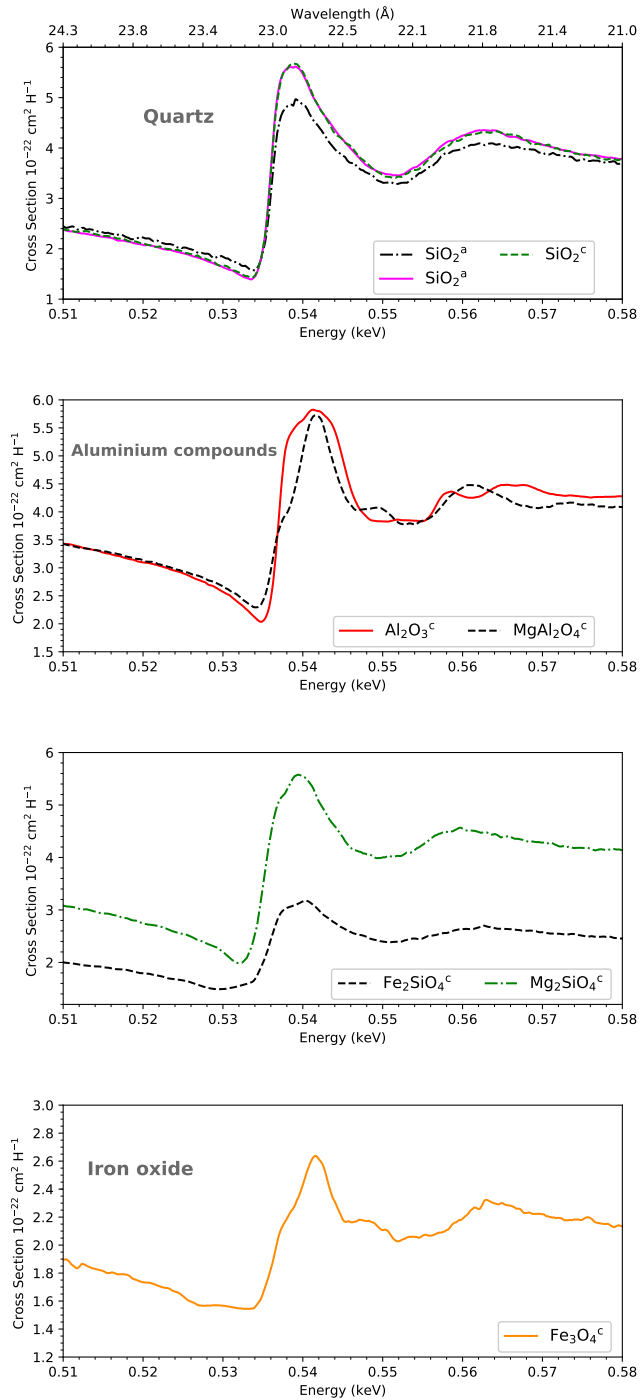 Wavelength (Å)
24.3 23.8 23.4 23.0 22.5 22.1 21.8 21.4 21.0
6
5
4
3
2
1
Cross Section 10⁻²² cm² H⁻¹
Quartz
SiO₂ᵃ SiO₂ᶜ
SiO₂ᵃ
0.51 0.52 0.53 0.54 0.55 0.56 0.57 0.58
Energy (keV)
6.0
5.5
5.0
4.5
4.0
3.5
3.0
2.5
2.0
1.5
Cross Section 10⁻²² cm² H⁻¹
Aluminium compounds
Al₂O₃ᶜ MgAl₂O₄ᶜ
0.51 0.52 0.53 0.54 0.55 0.56 0.57 0.58
Energy (keV)
6
5
4
3
2
Cross Section 10⁻²² cm² H⁻¹
Fe₂SiO₄ᶜ Mg₂SiO₄ᶜ
0.51 0.52 0.53 0.54 0.55 0.56 0.57 0.58
Energy (keV)
3.0
2.8
2.6
2.4
2.2
2.0
1.8
1.6
1.4
1.2
Cross Section 10⁻²² cm² H⁻¹
Iron oxide
Fe₃O₄ᶜ
0.51 0.52 0.53 0.54 0.55 0.56 0.57 0.58
Energy (keV)